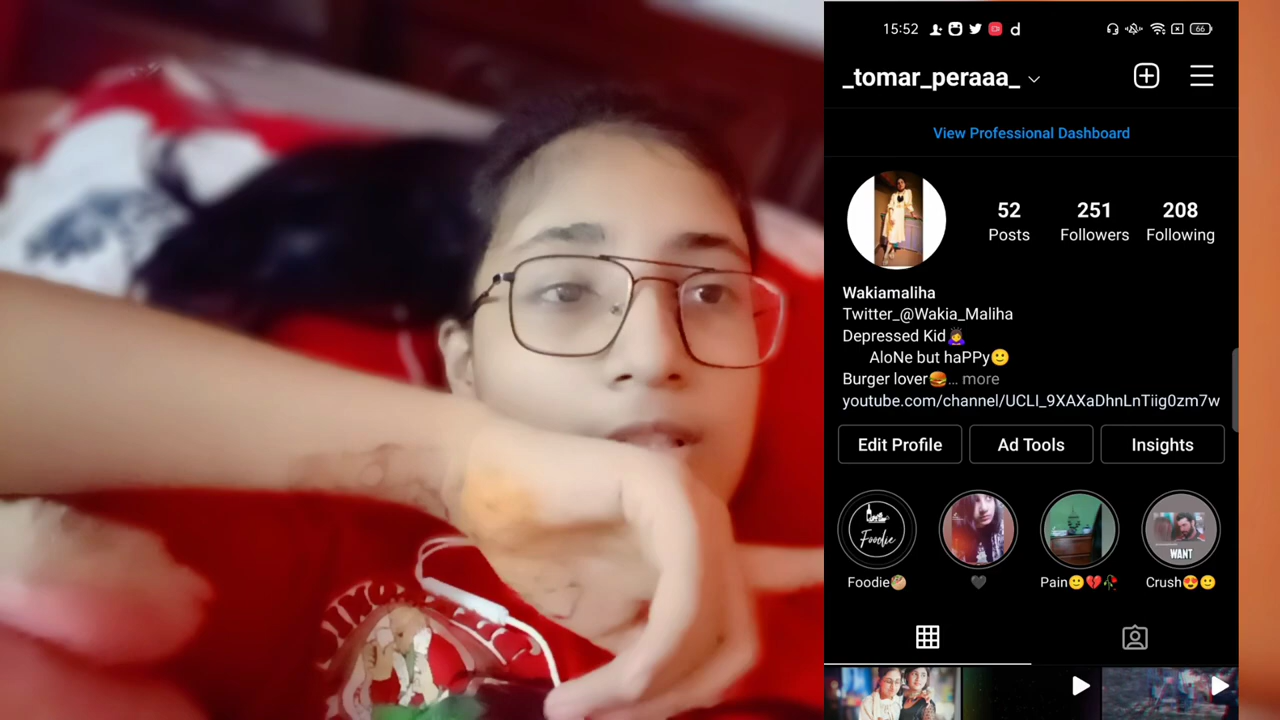 15:52
66
_tomar_peraaa_
View Professional Dashboard
52 251 208
Posts Followers Following
Wakiamaliha
Twitter_@Wakia_Maliha
Depressed Kid🙇‍♀️
AloNe but haPPy🙂
Burger lover🍔... more
youtube.com/channel/UCLI_9XAXaDhnLnTiig0zm7w
Edit Profile Ad Tools Insights
Foodie
WANT
Foodie🥙 🖤 Pain🙂💔🥀 Crush😍🙂